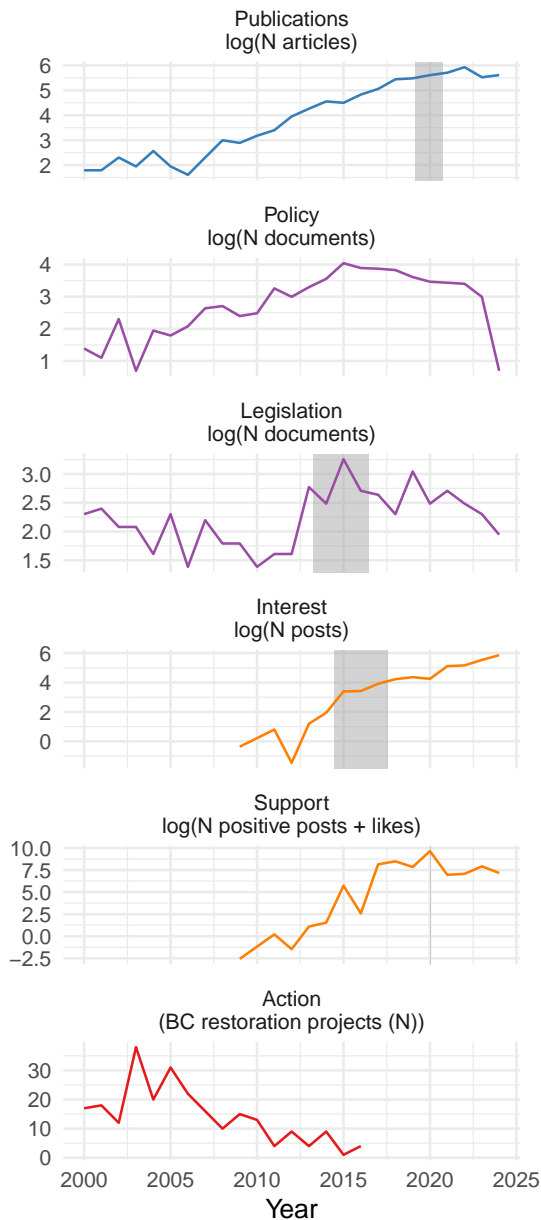 Publications
log(N articles)
6
5
4
3
2
Policy
log(N documents)
4
3
2
1
Legislation
log(N documents)
3.0
2.5
2.0
1.5
Interest
log(N posts)
6
4
2
0
Support
log(N positive posts + likes)
10.0
7.5
5.0
2.5
0.0
−2.5
Action
(BC restoration projects (N))
30
20
10
0
2000 2005 2010 2015 2020 2025
Year